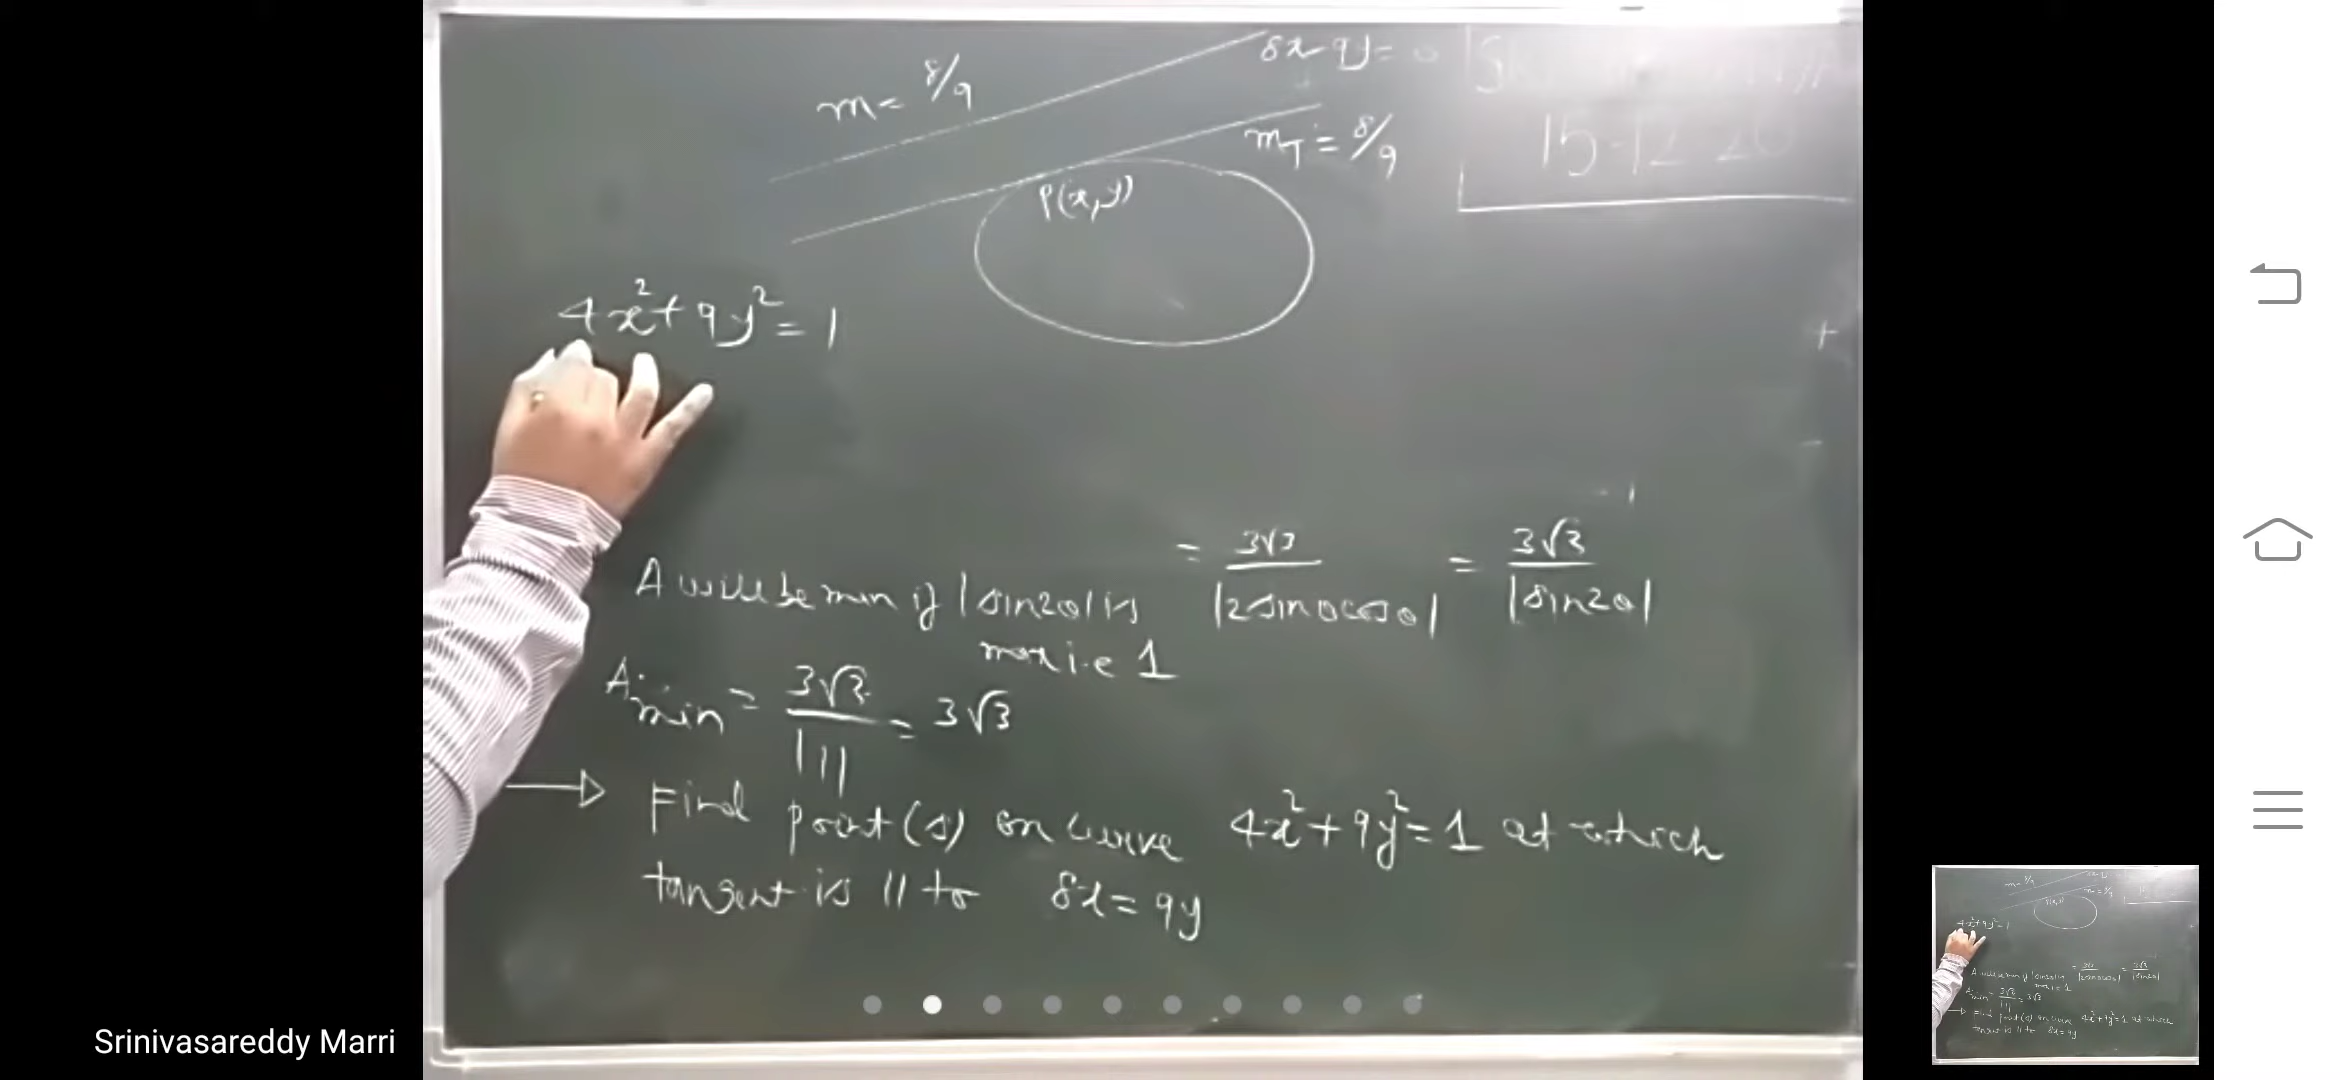 8x-9y=0
m = 8/9
m_T = 8/9
15-12-20
P(x,y)
4x²+9y²=1
= 3√3/|2sinθcosθ| = 3√3/|sin2θ|
A will be min if |sin2θ| is
max i.e 1
A min = 3√3/|1| = 3√3
→ Find point(s) on curve 4x²+9y²=1 at which
tangent is || to 8x=9y
Srinivasareddy Marri